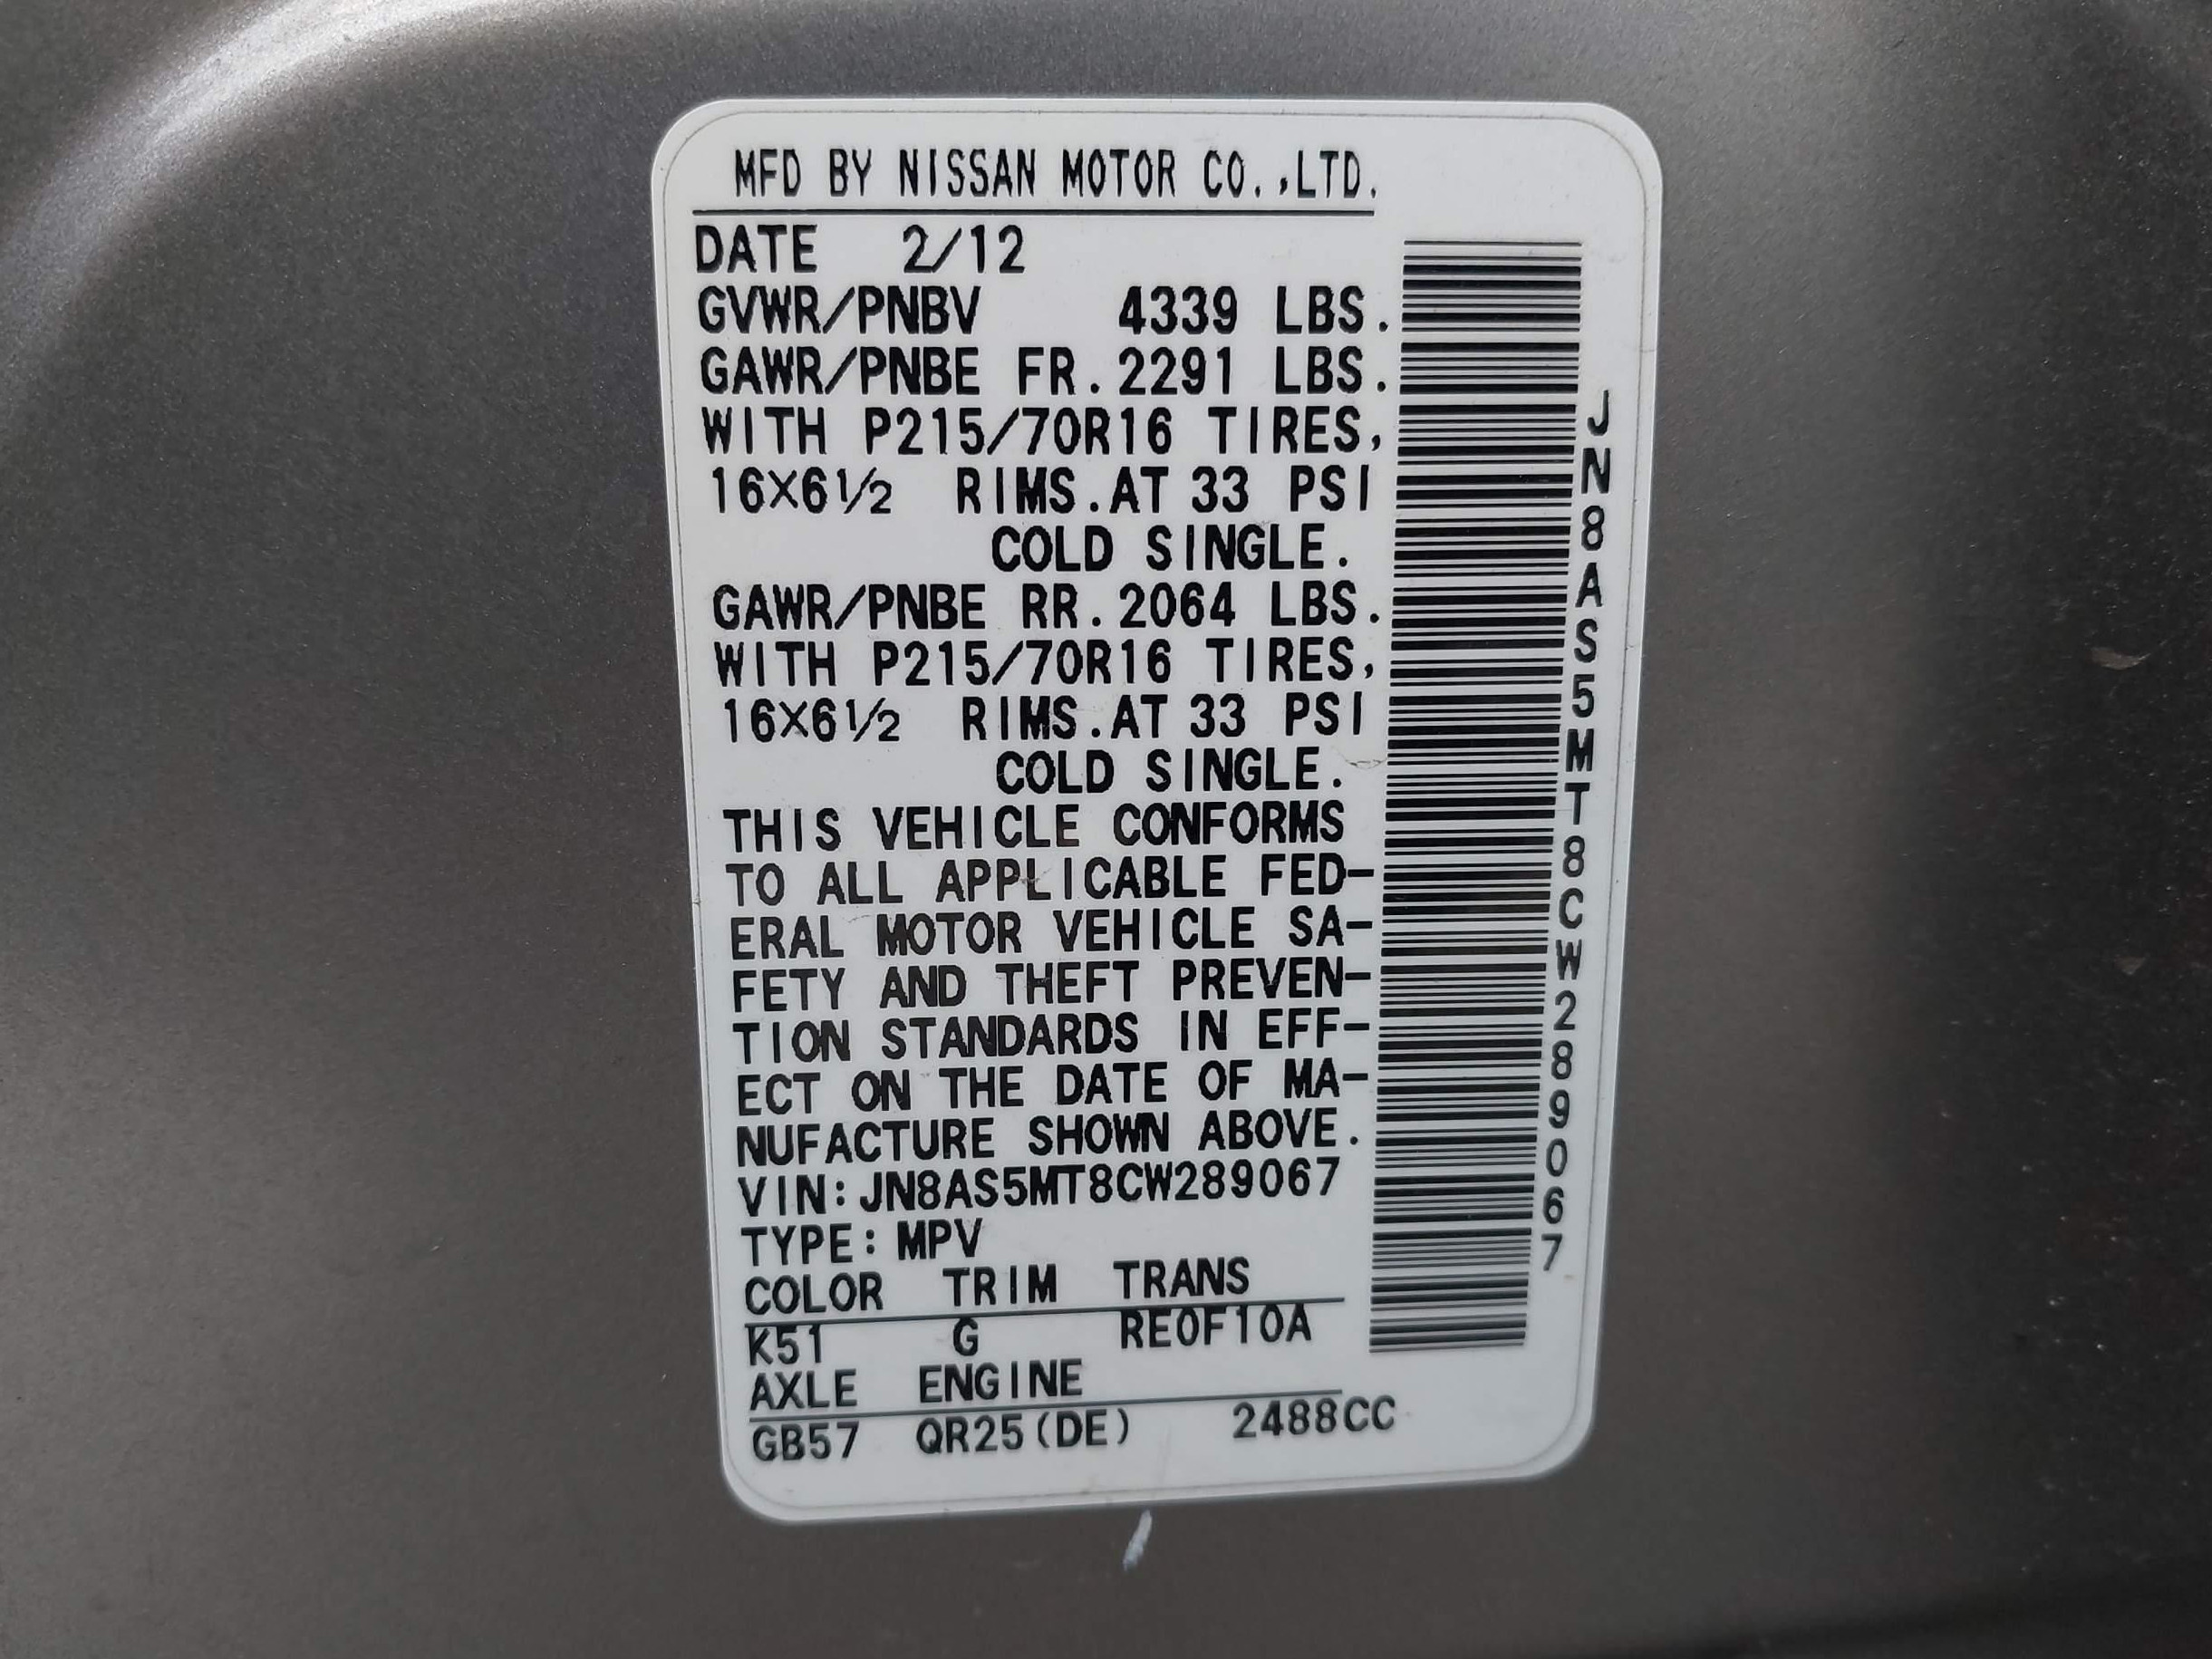 MFD BY NISSAN MOTOR CO.,LTD.
DATE 2/12
GVWR/PNBV 4339 LBS.
GAWR/PNBE FR.2291 LBS.
WITH P215/70R16 TIRES,
16X6½ RIMS.AT 33 PSI
COLD SINGLE.
GAWR/PNBE RR.2064 LBS.
WITH P215/70R16 TIRES,
16X6½ RIMS.AT 33 PSI
COLD SINGLE.
THIS VEHICLE CONFORMS
TO ALL APPLICABLE FED-
ERAL MOTOR VEHICLE SA-
FETY AND THEFT PREVEN-
TION STANDARDS IN EFF-
ECT ON THE DATE OF MA-
NUFACTURE SHOWN ABOVE.
VIN:JN8AS5MT8CW289067
TYPE:MPV
COLOR TRIM TRANS
K51 G RE0F10A
AXLE ENGINE
GB57 QR25(DE) 2488CC
JN8AS5MT8CW289067